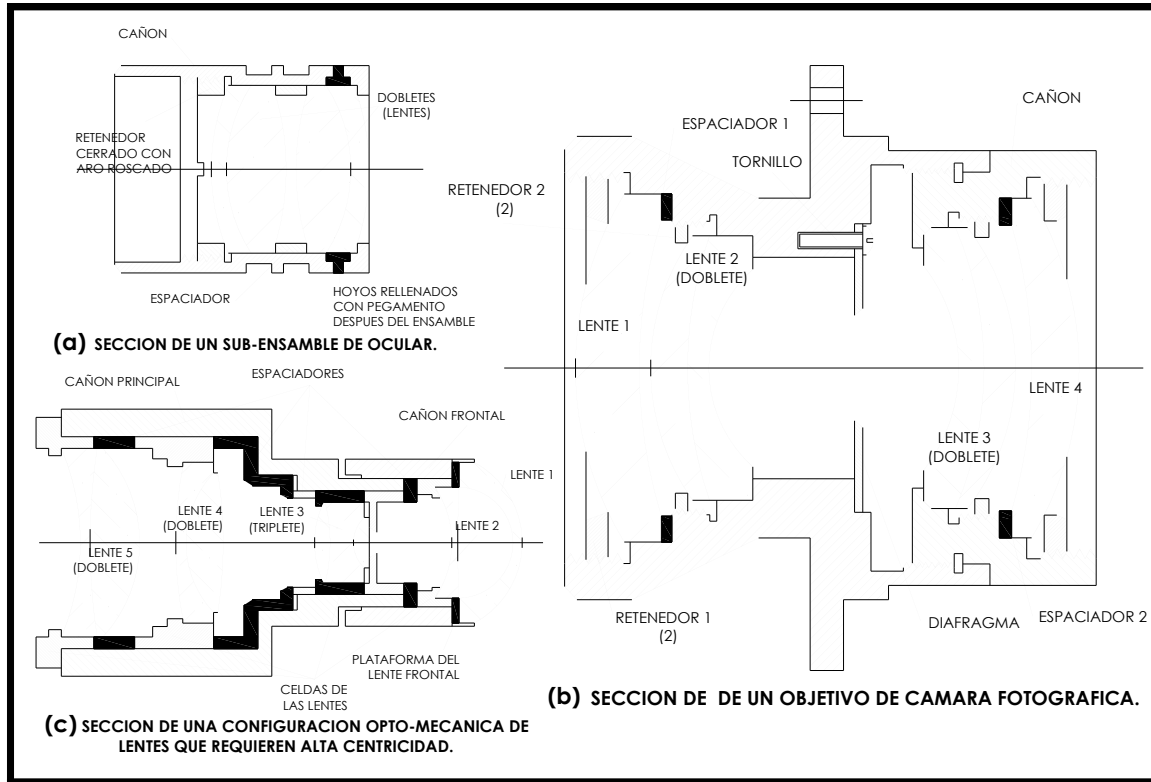 CAÑON
DOBLETES
(LENTES)
RETENEDOR
CERRADO CON
ARO ROSCADO
ESPACIADOR
HOYOS RELLENADOS
CON PEGAMENTO
DESPUES DEL ENSAMBLE
(a) SECCION DE UN SUB-ENSAMBLE DE OCULAR.
CAÑON PRINCIPAL
ESPACIADORES
CAÑON FRONTAL
LENTE 1
LENTE 4
(DOBLETE)
LENTE 3
(TRIPLETE)
LENTE 2
LENTE 5
(DOBLETE)
PLATAFORMA DEL
LENTE FRONTAL
CELDAS DE
LAS LENTES
(c) SECCION DE UNA CONFIGURACION OPTO-MECANICA DE
LENTES QUE REQUIEREN ALTA CENTRICIDAD.
CAÑON
ESPACIADOR 1
TORNILLO
RETENEDOR 2
(2)
LENTE 2
(DOBLETE)
LENTE 1
LENTE 4
LENTE 3
(DOBLETE)
RETENEDOR 1
(2)
DIAFRAGMA
ESPACIADOR 2
(b) SECCION DE DE UN OBJETIVO DE CAMARA FOTOGRAFICA.